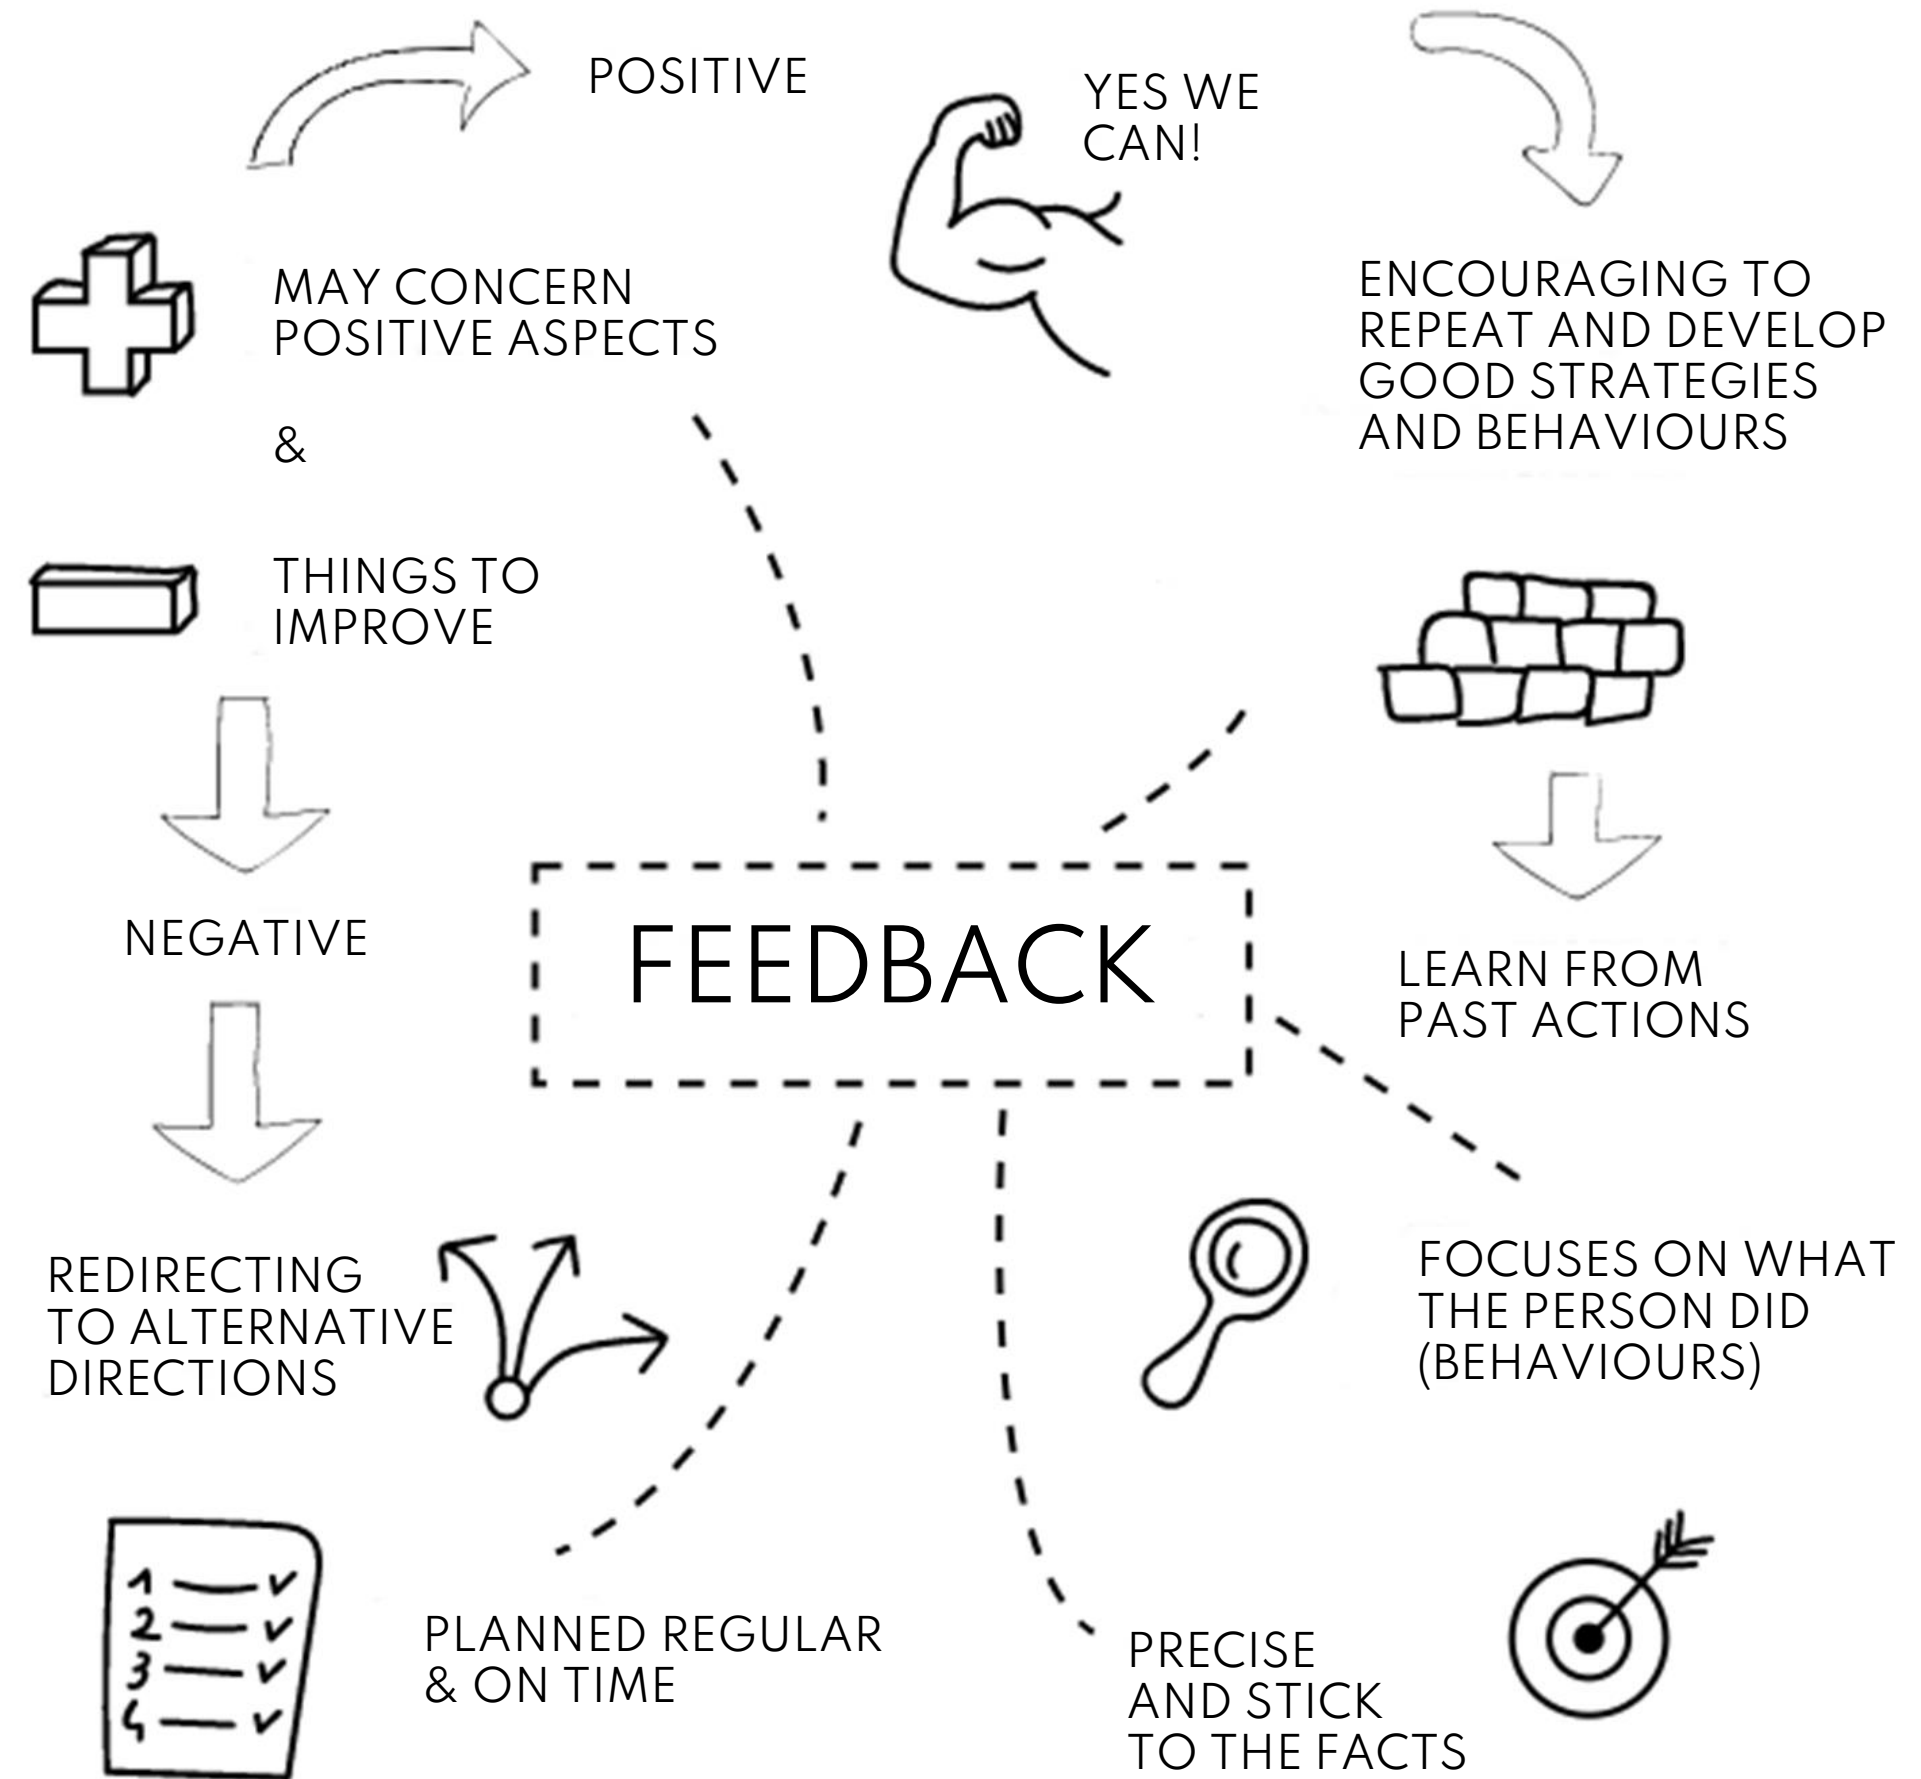 POSITIVE
YES WE
CAN!
MAY CONCERN
POSITIVE ASPECTS
&
THINGS TO
IMPROVE
ENCOURAGING TO
REPEAT AND DEVELOP
GOOD STRATEGIES
AND BEHAVIOURS
NEGATIVE
FEEDBACK
LEARN FROM
PAST ACTIONS
REDIRECTING
TO ALTERNATIVE
DIRECTIONS
FOCUSES ON WHAT
THE PERSON DID
(BEHAVIOURS)
1
2
3
4
PLANNED REGULAR
& ON TIME
PRECISE
AND STICK
TO THE FACTS